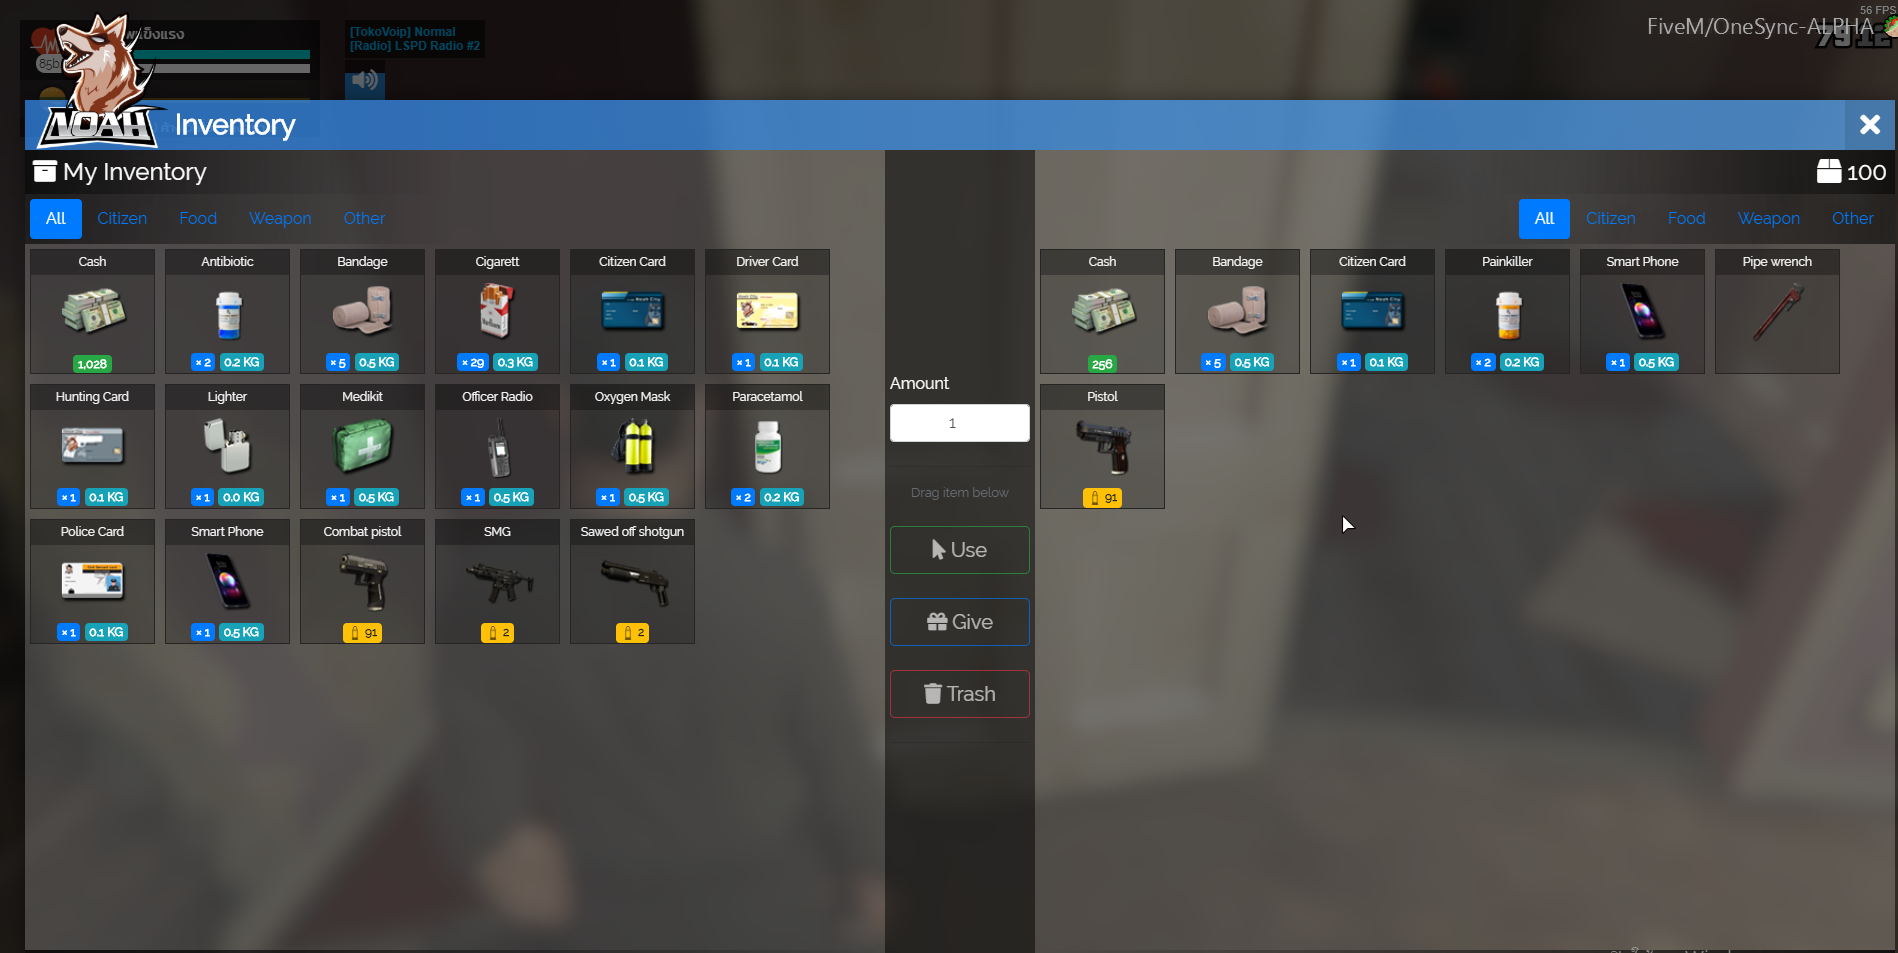 56 FPS
FiveM/OneSync-ALPHA
[TokoVoip] Normal
[Radio] LSPD Radio #2
NOAH
Inventory
My Inventory
100
All Citizen Food Weapon Other
All Citizen Food Weapon Other
Cash Antibiotic Bandage Cigarett Citizen Card Driver Card
1,028 × 2 0.2 KG × 5 0.5 KG × 29 0.3 KG × 1 0.1 KG × 1 0.1 KG
Hunting Card Lighter Medikit Officer Radio Oxygen Mask Paracetamol
× 1 0.1 KG × 1 0.0 KG × 1 0.5 KG × 1 0.5 KG × 1 0.5 KG × 2 0.2 KG
Police Card Smart Phone Combat pistol SMG Sawed off shotgun
× 1 0.1 KG × 1 0.5 KG 91 2 2
Amount
1
Drag item below
Use
Give
Trash
Cash Bandage Citizen Card Painkiller Smart Phone Pipe wrench
256 × 5 0.5 KG × 1 0.1 KG × 2 0.2 KG × 1 0.5 KG
Pistol
91